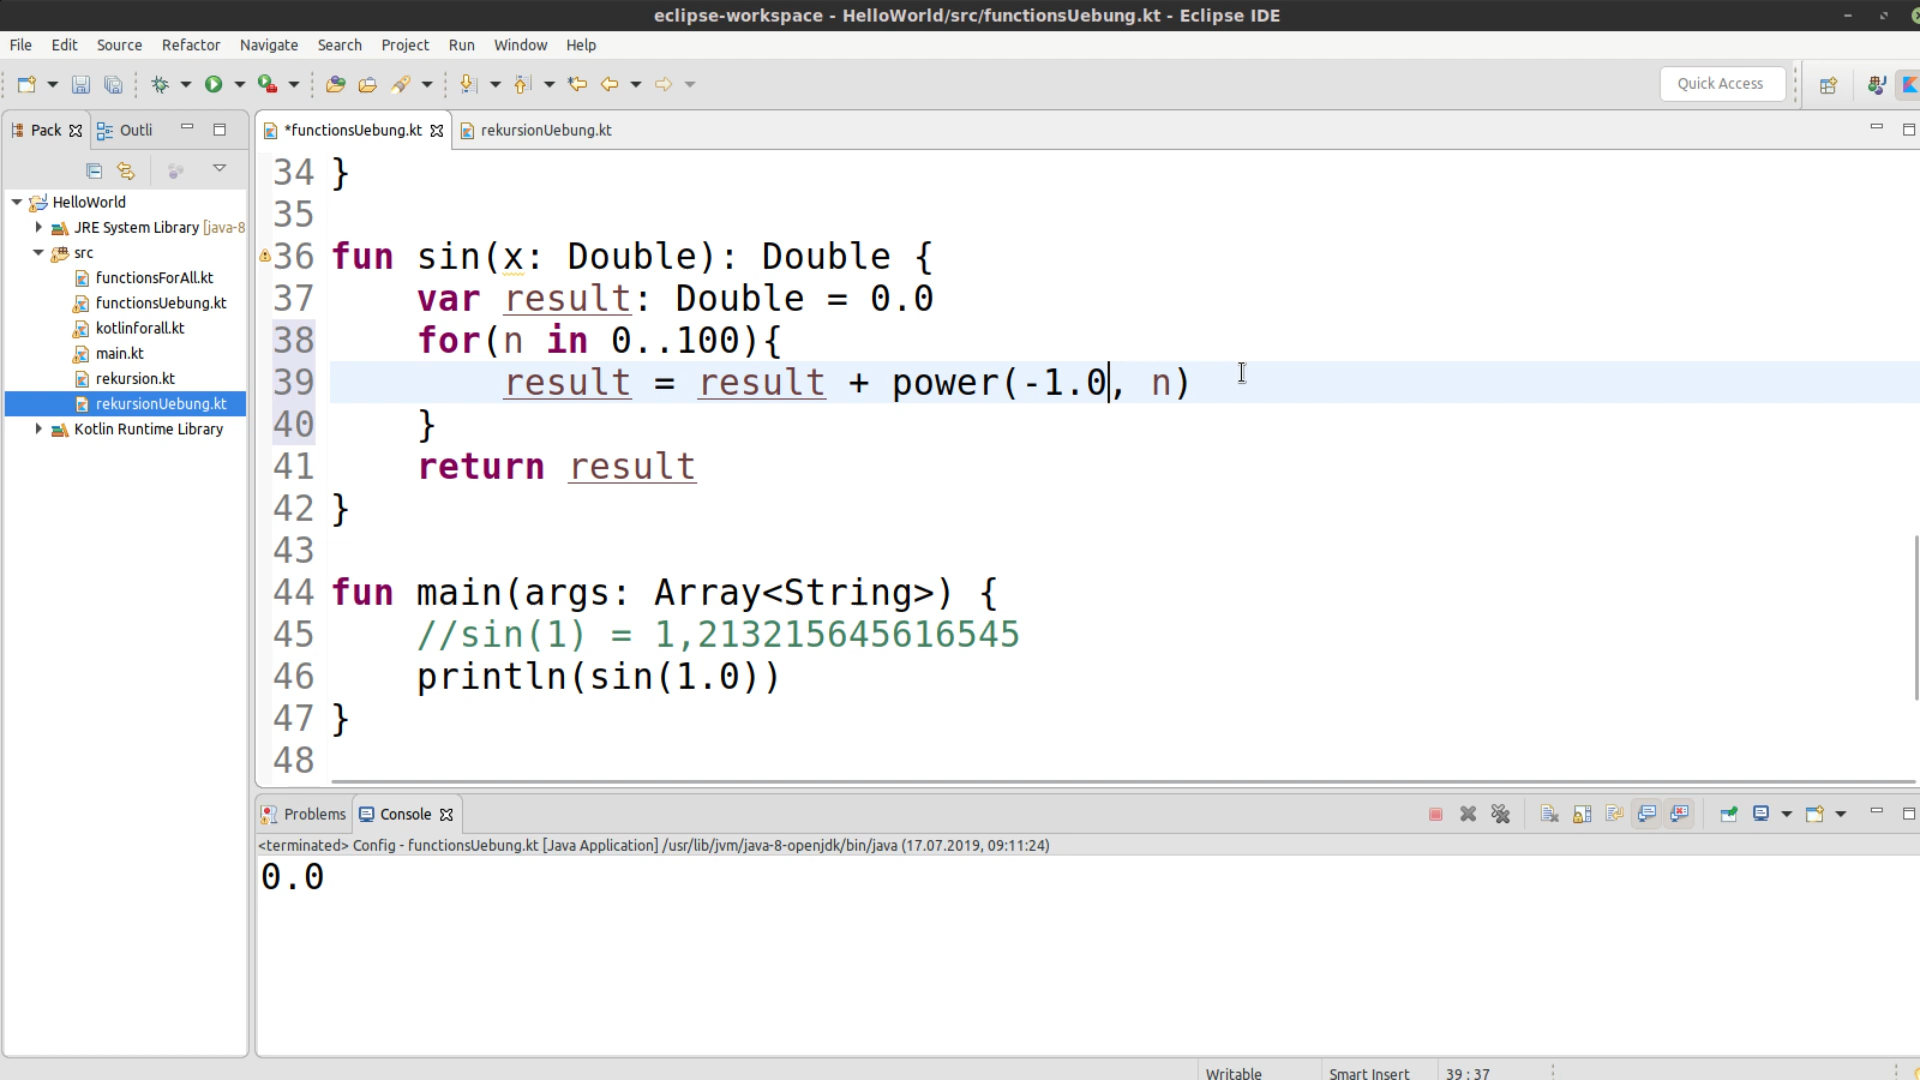 eclipse-workspace - HelloWorld/src/functionsUebung.kt - Eclipse IDE
File Edit Source Refactor Navigate Search Project Run Window Help
Quick Access
Pack Outli
*functionsUebung.kt rekursionUebung.kt
HelloWorld
JRE System Library [java-8
src
functionsForAll.kt
functionsUebung.kt
kotlinforall.kt
main.kt
rekursion.kt
rekursionUebung.kt
Kotlin Runtime Library
34 }
35
36 fun sin(x: Double): Double {
37 var result: Double = 0.0
38 for(n in 0..100){
39 result = result + power(-1.0, n)
40 }
41 return result
42 }
43
44 fun main(args: Array<String>) {
45 //sin(1) = 1,213215645616545
46 println(sin(1.0))
47 }
48
Problems Console
<terminated> Config - functionsUebung.kt [Java Application] /usr/lib/jvm/java-8-openjdk/bin/java (17.07.2019, 09:11:24)
0.0
Writable Smart Insert 39 : 37